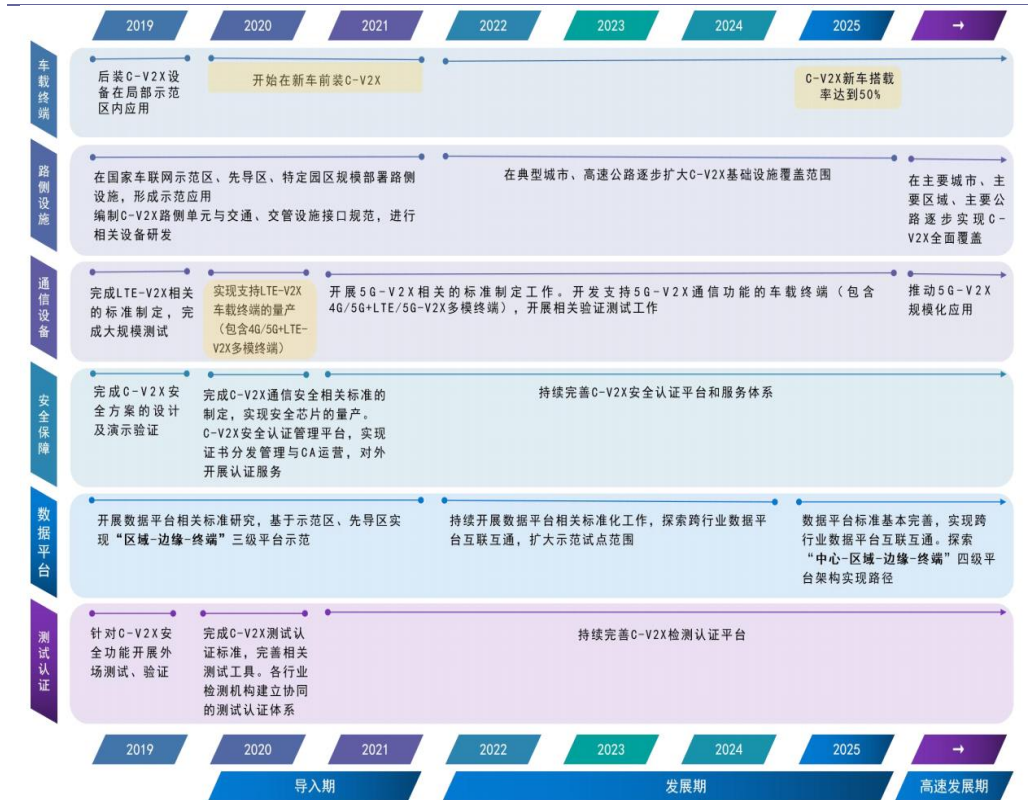 2019 2020 2021 2022 2023 2024 2025 →
车载终端
后装C-V2X设
备在局部示范
区内应用
开始在新车前装C-V2X
C-V2X新车搭载
率达到50%
路侧设施
在国家车联网示范区、先导区、特定园区规模部署路侧
设施，形成示范应用
编制C-V2X路侧单元与交通、交管设施接口规范，进行
相关设备研发
在典型城市、高速公路逐步扩大C-V2X基础设施覆盖范围
在主要城市、主
要区域、主要公
路逐步实现C-
V2X全面覆盖
通信设备
完成LTE-V2X相关
的标准制定，完
成大规模测试
实现支持LTE-V2X
车载终端的量产
（包含4G/5G+LTE-
V2X多模终端）
开展5G-V2X相关的标准制定工作。开发支持5G-V2X通信功能的车载终端（包含
4G/5G+LTE/5G-V2X多模终端），开展相关验证测试工作
推动5G-V2X
规模化应用
安全保障
完成C-V2X安
全方案的设计
及演示验证
完成C-V2X通信安全相关标准的
制定，实现安全芯片的量产。
C-V2X安全认证管理平台，实现
证书分发管理与CA运营，对外
开展认证服务
持续完善C-V2X安全认证平台和服务体系
数据平台
开展数据平台相关标准研究，基于示范区、先导区实
现“区域-边缘-终端”三级平台示范
持续开展数据平台相关标准化工作，探索跨行业数据平
台互联互通，扩大示范试点范围
数据平台标准基本完善，实现跨
行业数据平台互联互通。探索
“中心-区域-边缘-终端”四级平
台架构实现路径
测试认证
针对C-V2X安
全功能开展外
场测试、验证
完成C-V2X测试认
证标准，完善相关
测试工具。各行业
检测机构建立协同
的测试认证体系
持续完善C-V2X检测认证平台
2019 2020 2021 2022 2023 2024 2025 →
导入期 发展期 高速发展期